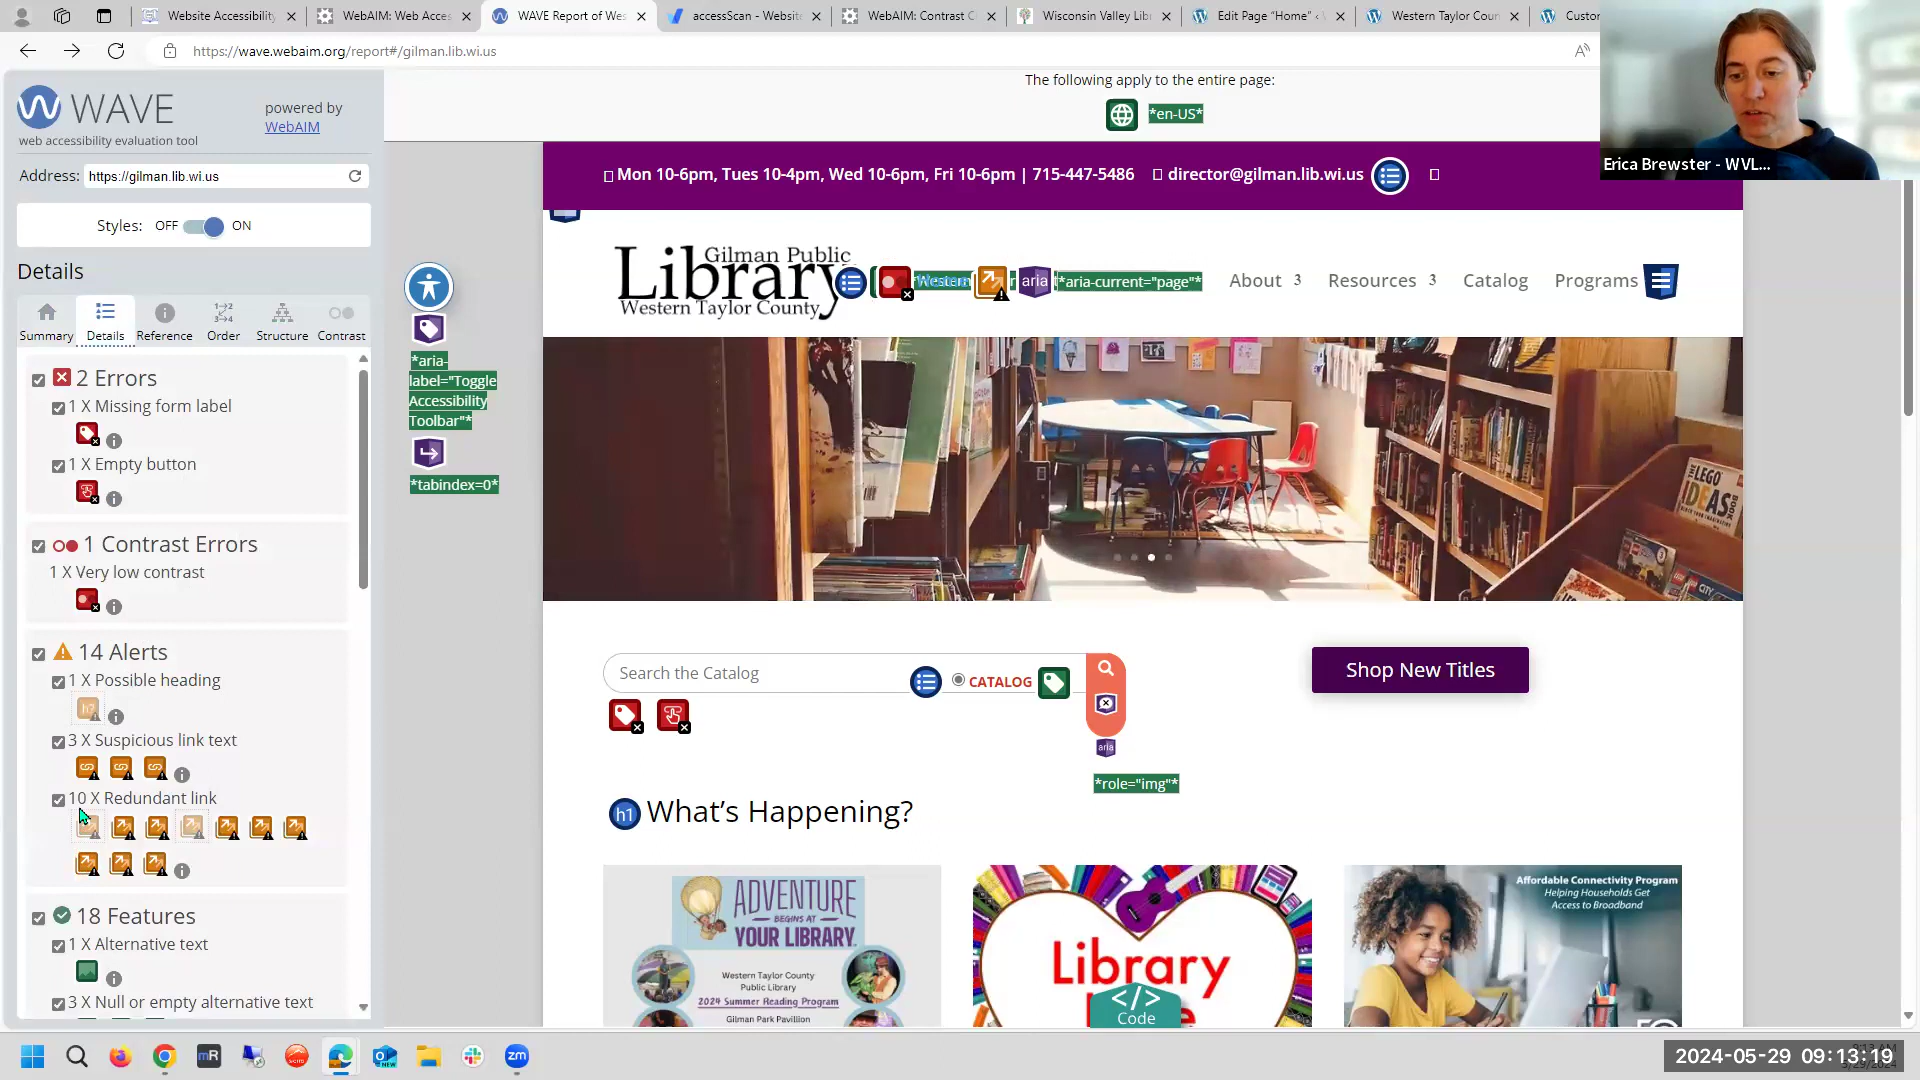 Website Accessibility
WebAIM: Web Acces
WAVE Report of Wes
accessScan - Website
WebAIM: Contrast C
Wisconsin Valley Lib
Edit Page "Home" ‹
Western Taylor Coun
Custo
https://wave.webaim.org/report#/gilman.lib.wi.us
WAVE
powered by
WebAIM
web accessibility evaluation tool
Address: https://gilman.lib.wi.us
Styles: OFF ON
Details
Summary Details Reference Order Structure Contrast
2 Errors
1 X Missing form label
1 X Empty button
1 Contrast Errors
1 X Very low contrast
14 Alerts
1 X Possible heading
h?
3 X Suspicious link text
10 X Redundant link
18 Features
1 X Alternative text
3 X Null or empty alternative text
The following apply to the entire page:
*en-US*
Mon 10-6pm, Tues 10-4pm, Wed 10-6pm, Fri 10-6pm | 715-447-5486 director@gilman.lib.wi.us
Gilman Public
Library
Western Taylor County
Western
aria
*aria-current="page"*
About 3 Resources 3 Catalog Programs
*aria-
label="Toggle
Accessibility
Toolbar"*
*tabindex=0*
LEGO
IDEAS
Search the Catalog
CATALOG
aria
*role="img"*
Shop New Titles
h1 What's Happening?
ADVENTURE
BEGINS AT
YOUR LIBRARY
Western Taylor County
Public Library
2024 Summer Reading Program
Gilman Park Pavillion
Library
</>
Code
Affordable Connectivity Program
Helping Households Get
Access to Broadband
Erica Brewster - WVL...
mR
zm
2024-05-29 09:13:19